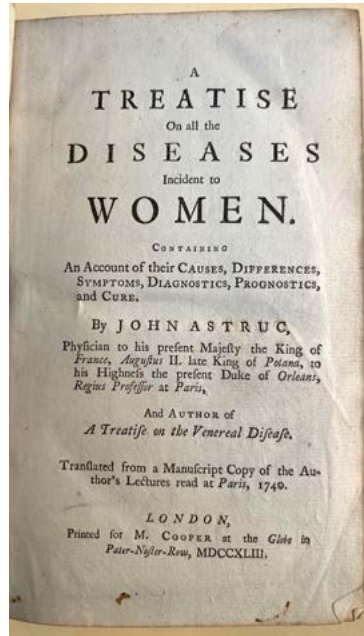 A
TREATISE
On all the
DISEASES
Incident to
WOMEN.
CONTAINING
An Account of their CAUSES, DIFFERENCES,
SYMPTOMS, DIAGNOSTICS, PROGNOSTICS,
and CURE.
By JOHN ASTRUC,
Phyſician to his preſent Majeſty the King of
France, Auguſtus II. late King of Poland, to
his Highneſs the preſent Duke of Orleans,
Regius Profeſſor at Paris,
And AUTHOR of
A Treatiſe on the Venereal Diſeaſe.
Tranſlated from a Manuſcript Copy of the Au-
thor's Lectures read at Paris, 1740.
LONDON,
Printed for M. COOPER at the Globe in
Pater-Noſter-Row, MDCCXLIII.